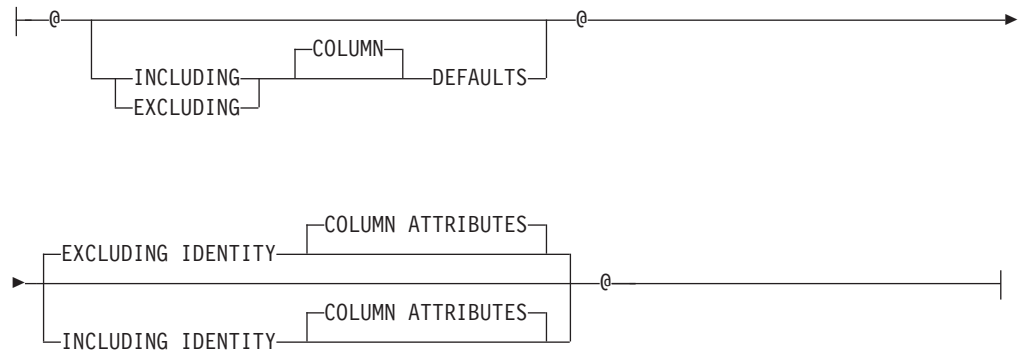 @ @
COLUMN
INCLUDING DEFAULTS
EXCLUDING
COLUMN ATTRIBUTES
EXCLUDING IDENTITY
@
COLUMN ATTRIBUTES
INCLUDING IDENTITY